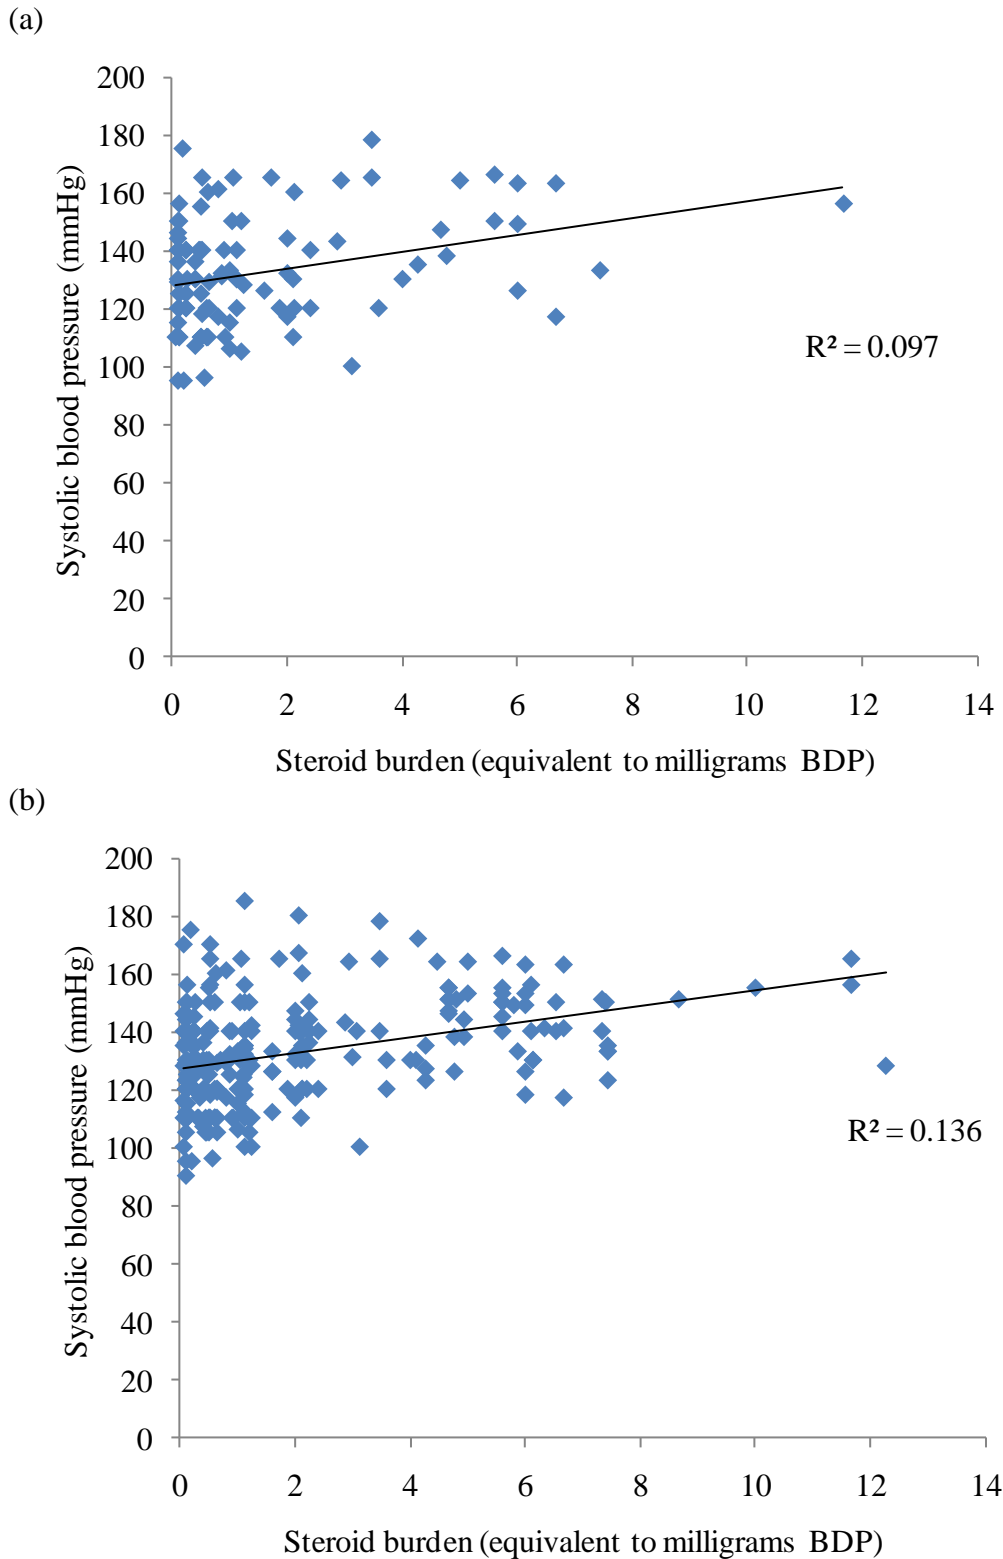 (a)
200
180
160
140
120
100
80
60
40
20
0
Systolic blood pressure (mmHg)
R² = 0.097
0 2 4 6 8 10 12 14
Steroid burden (equivalent to milligrams BDP)
(b)
200
180
160
140
120
100
80
60
40
20
0
Systolic blood pressure (mmHg)
R² = 0.136
0 2 4 6 8 10 12 14
Steroid burden (equivalent to milligrams BDP)